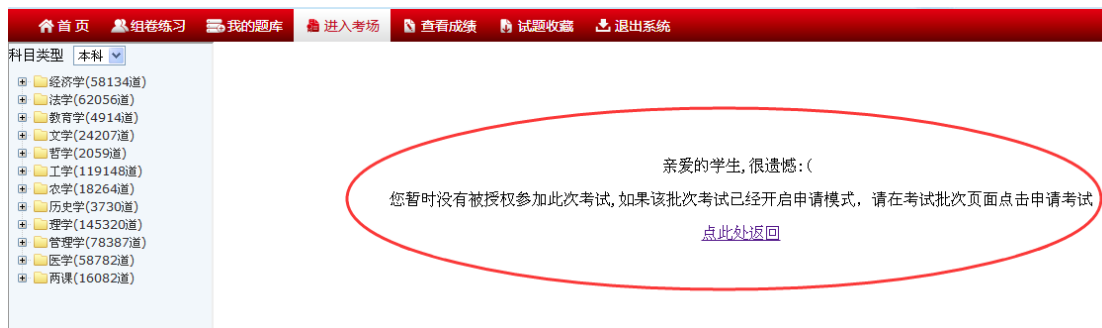 首 页 组卷练习 我的题库 进入考场 查看成绩 试题收藏 退出系统
科目类型 本科
经济学(58134道)
法学(62056道)
教育学(4914道)
文学(24207道)
哲学(2059道)
工学(119148道)
农学(18264道)
历史学(3730道)
理学(145320道)
管理学(78387道)
医学(58782道)
两课(16082道)
亲爱的学生,很遗憾:(
您暂时没有被授权参加此次考试,如果该批次考试已经开启申请模式，请在考试批次页面点击申请考试
点此处返回